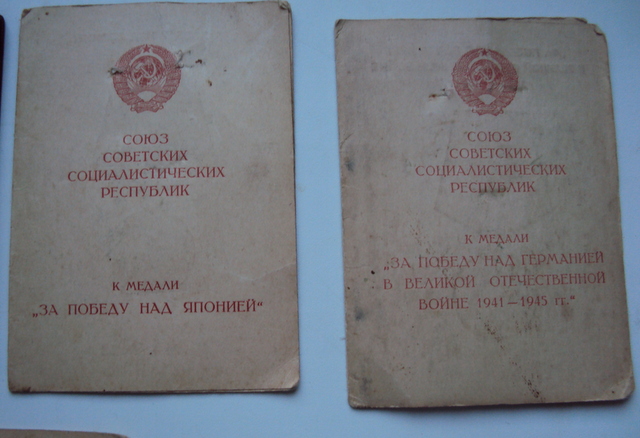 СОЮЗ
СОВЕТСКИХ
СОЦИАЛИСТИЧЕСКИХ
РЕСПУБЛИК
К МЕДАЛИ
„ЗА ПОБЕДУ НАД ЯПОНИЕЙ“
СОЮЗ
СОВЕТСКИХ
СОЦИАЛИСТИЧЕСКИХ
РЕСПУБЛИК
К МЕДАЛИ
„ЗА ПОБЕДУ НАД ГЕРМАНИЕЙ
В ВЕЛИКОЙ ОТЕЧЕСТВЕННОЙ
ВОЙНЕ 1941—1945 гг.“